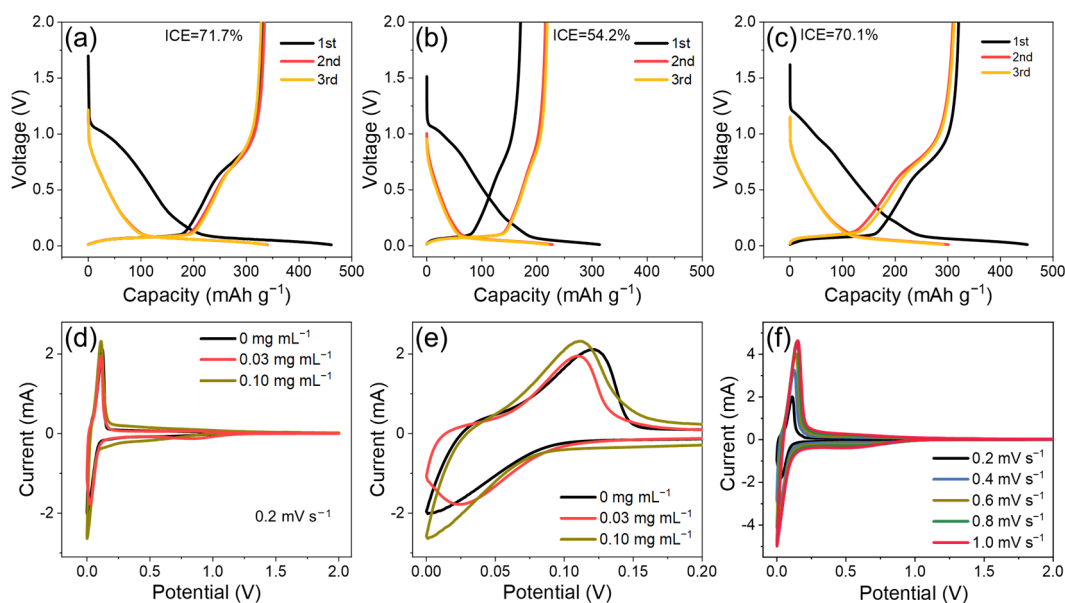 (a)
ICE=71.7%
1st
2nd
3rd
2.0
1.5
1.0
0.5
0.0
Voltage (V)
0 100 200 300 400 500
Capacity (mAh g⁻¹)
(b)
ICE=54.2%
1st
2nd
3rd
2.0
1.5
1.0
0.5
0.0
Voltage (V)
0 100 200 300 400 500
Capacity (mAh g⁻¹)
(c)
ICE=70.1%
1st
2nd
3rd
2.0
1.5
1.0
0.5
0.0
Voltage (V)
0 100 200 300 400 500
Capacity (mAh g⁻¹)
(d)
0 mg mL⁻¹
0.03 mg mL⁻¹
0.10 mg mL⁻¹
2
0
-2
Current (mA)
0.2 mV s⁻¹
0.0 0.5 1.0 1.5 2.0
Potential (V)
(e)
2
0
-2
Current (mA)
0 mg mL⁻¹
0.03 mg mL⁻¹
0.10 mg mL⁻¹
0.00 0.05 0.10 0.15 0.20
Potential (V)
(f)
4
2
0
-2
-4
Current (mA)
0.2 mV s⁻¹
0.4 mV s⁻¹
0.6 mV s⁻¹
0.8 mV s⁻¹
1.0 mV s⁻¹
0.0 0.5 1.0 1.5 2.0
Potential (V)